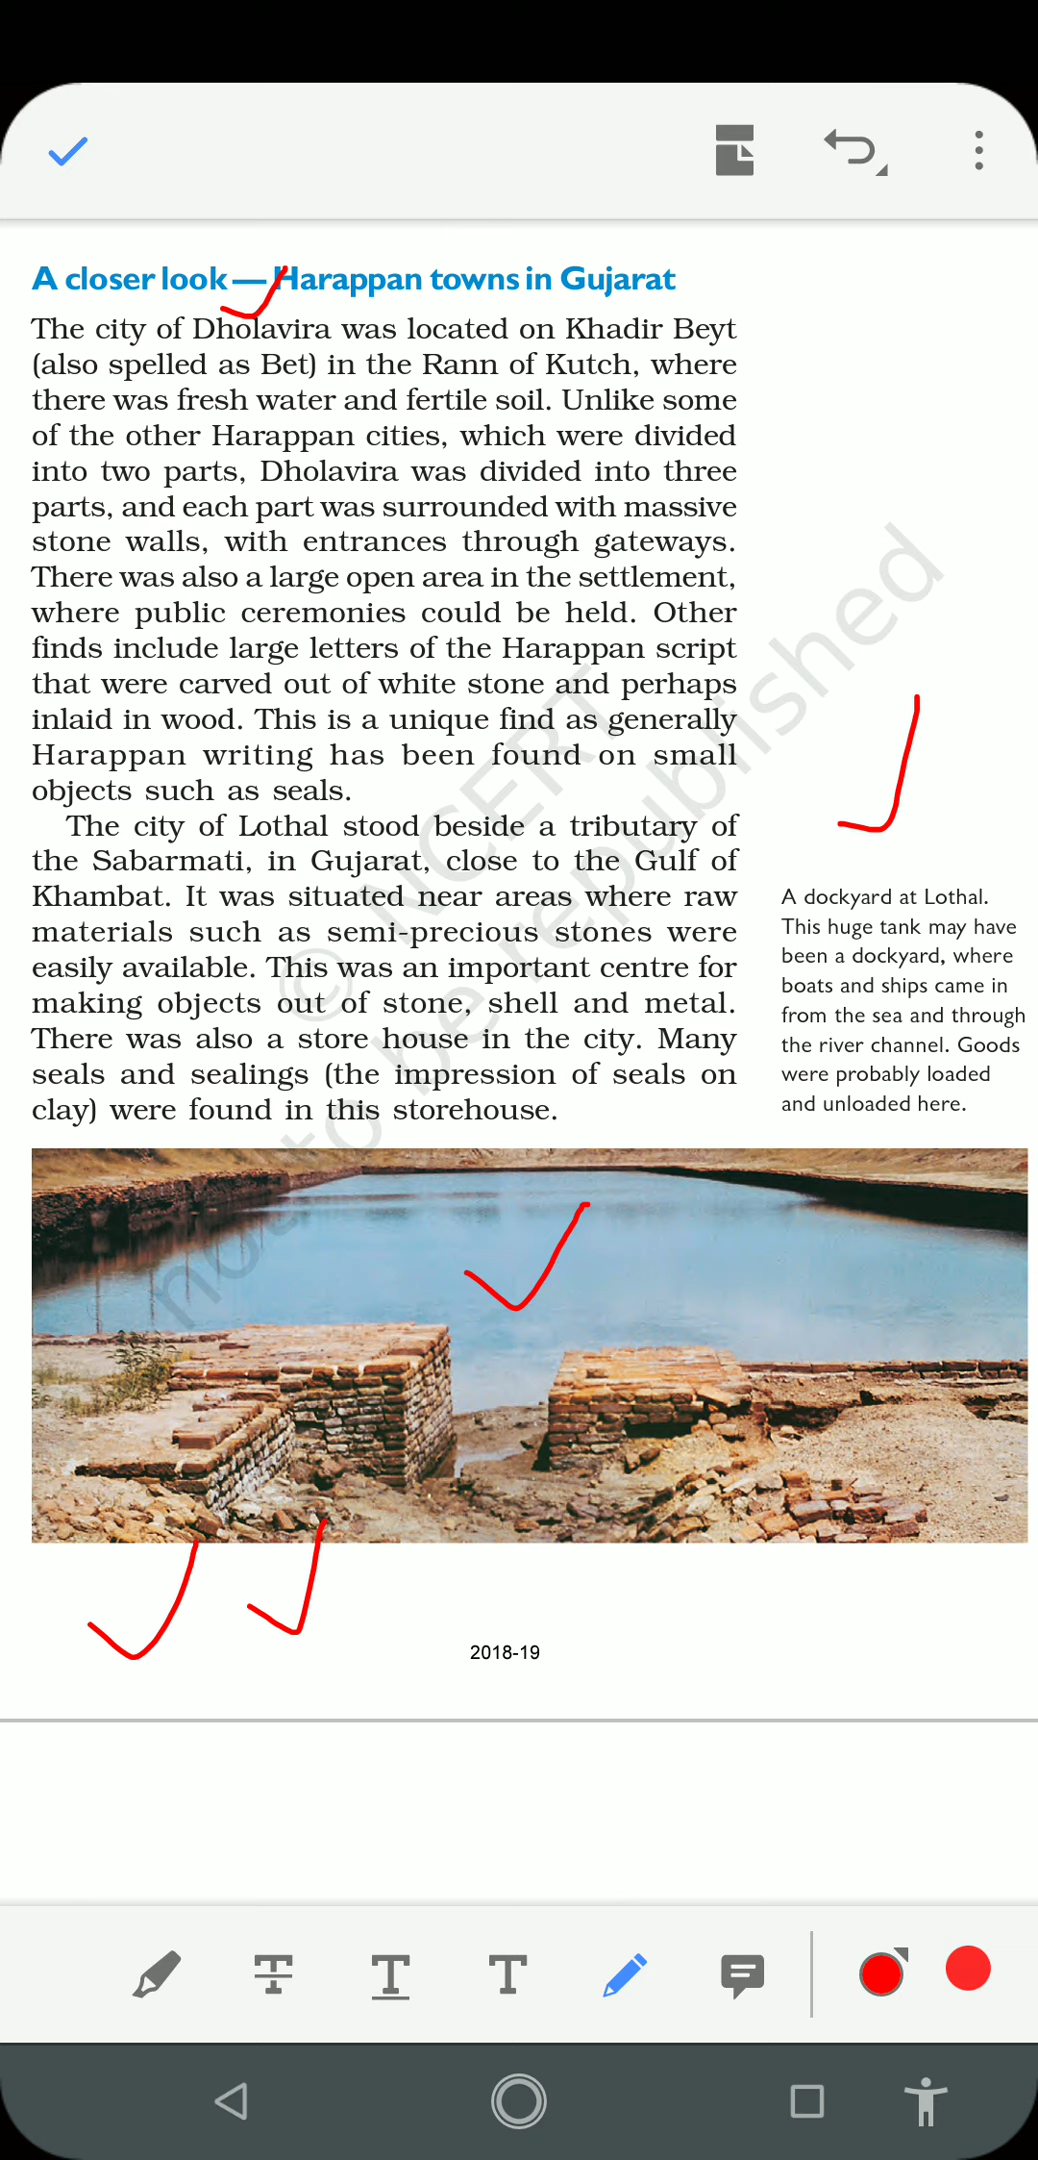 A closer look — Harappan towns in Gujarat
The city of Dholavira was located on Khadir Beyt
(also spelled as Bet) in the Rann of Kutch, where
there was fresh water and fertile soil. Unlike some
of the other Harappan cities, which were divided
into two parts, Dholavira was divided into three
parts, and each part was surrounded with massive
stone walls, with entrances through gateways.
There was also a large open area in the settlement,
where public ceremonies could be held. Other
finds include large letters of the Harappan script
that were carved out of white stone and perhaps
inlaid in wood. This is a unique find as generally
Harappan writing has been found on small
objects such as seals.
The city of Lothal stood beside a tributary of
the Sabarmati, in Gujarat, close to the Gulf of
Khambat. It was situated near areas where raw
materials such as semi-precious stones were
easily available. This was an important centre for
making objects out of stone, shell and metal.
There was also a store house in the city. Many
seals and sealings (the impression of seals on
clay) were found in this storehouse.
A dockyard at Lothal.
This huge tank may have
been a dockyard, where
boats and ships came in
from the sea and through
the river channel. Goods
were probably loaded
and unloaded here.
© NCERT
not to be republished
2018-19